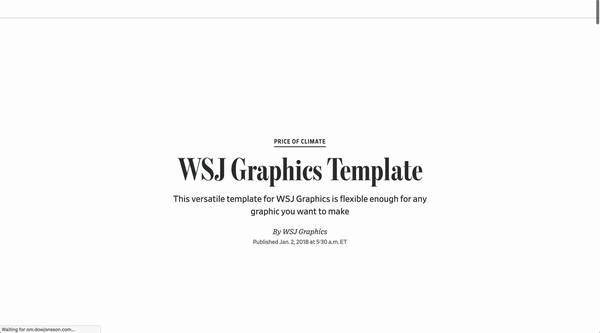 PRICE OF CLIMATE
WSJ Graphics Template
This versatile template for WSJ Graphics is flexible enough for any
graphic you want to make
By WSJ Graphics
Published Jan. 2, 2018 at 5:30 a.m. ET
Waiting for om.dowjoneson.com...